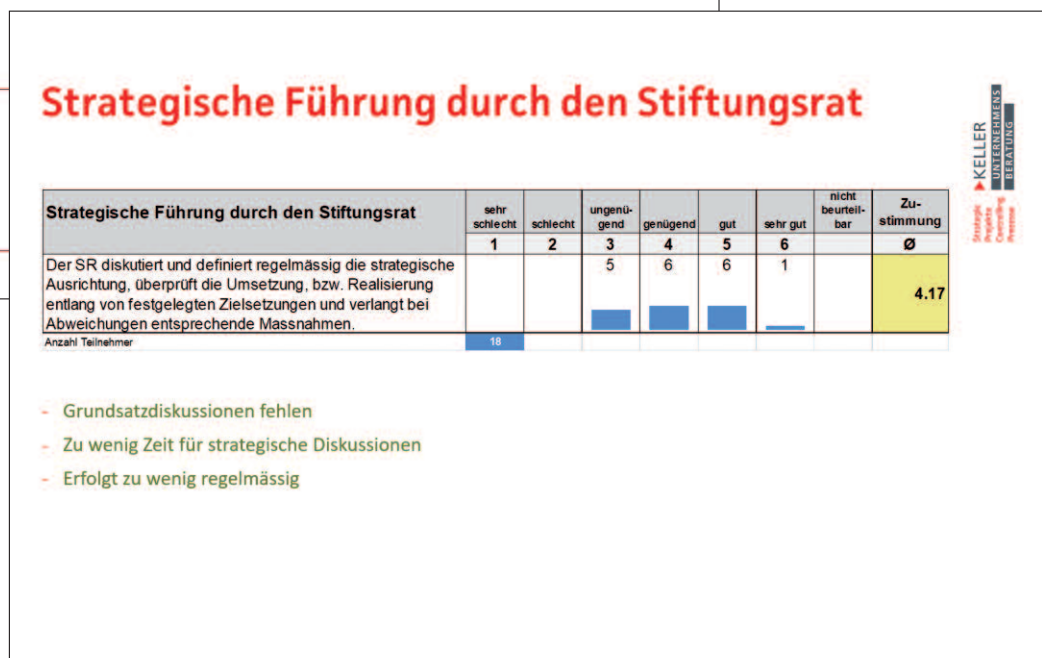 Strategische Führung durch den Stiftungsrat
KELLER
UNTERNEHMENS
BERATUNG
Strategie
Projekte
Controlling
Prozesse
Strategische Führung durch den Stiftungsrat
sehr schlecht
schlecht
ungenü-
gend
genügend
gut
sehr gut
nicht
beurteil-
bar
Zu-
stimmung
1 2 3 4 5 6 Ø
Der SR diskutiert und definiert regelmässig die strategische
Ausrichtung, überprüft die Umsetzung, bzw. Realisierung
entlang von festgelegten Zielsetzungen und verlangt bei
Abweichungen entsprechende Massnahmen.
5 6 6 1
4.17
Anzahl Teilnehmer 18
- Grundsatzdiskussionen fehlen
- Zu wenig Zeit für strategische Diskussionen
- Erfolgt zu wenig regelmässig